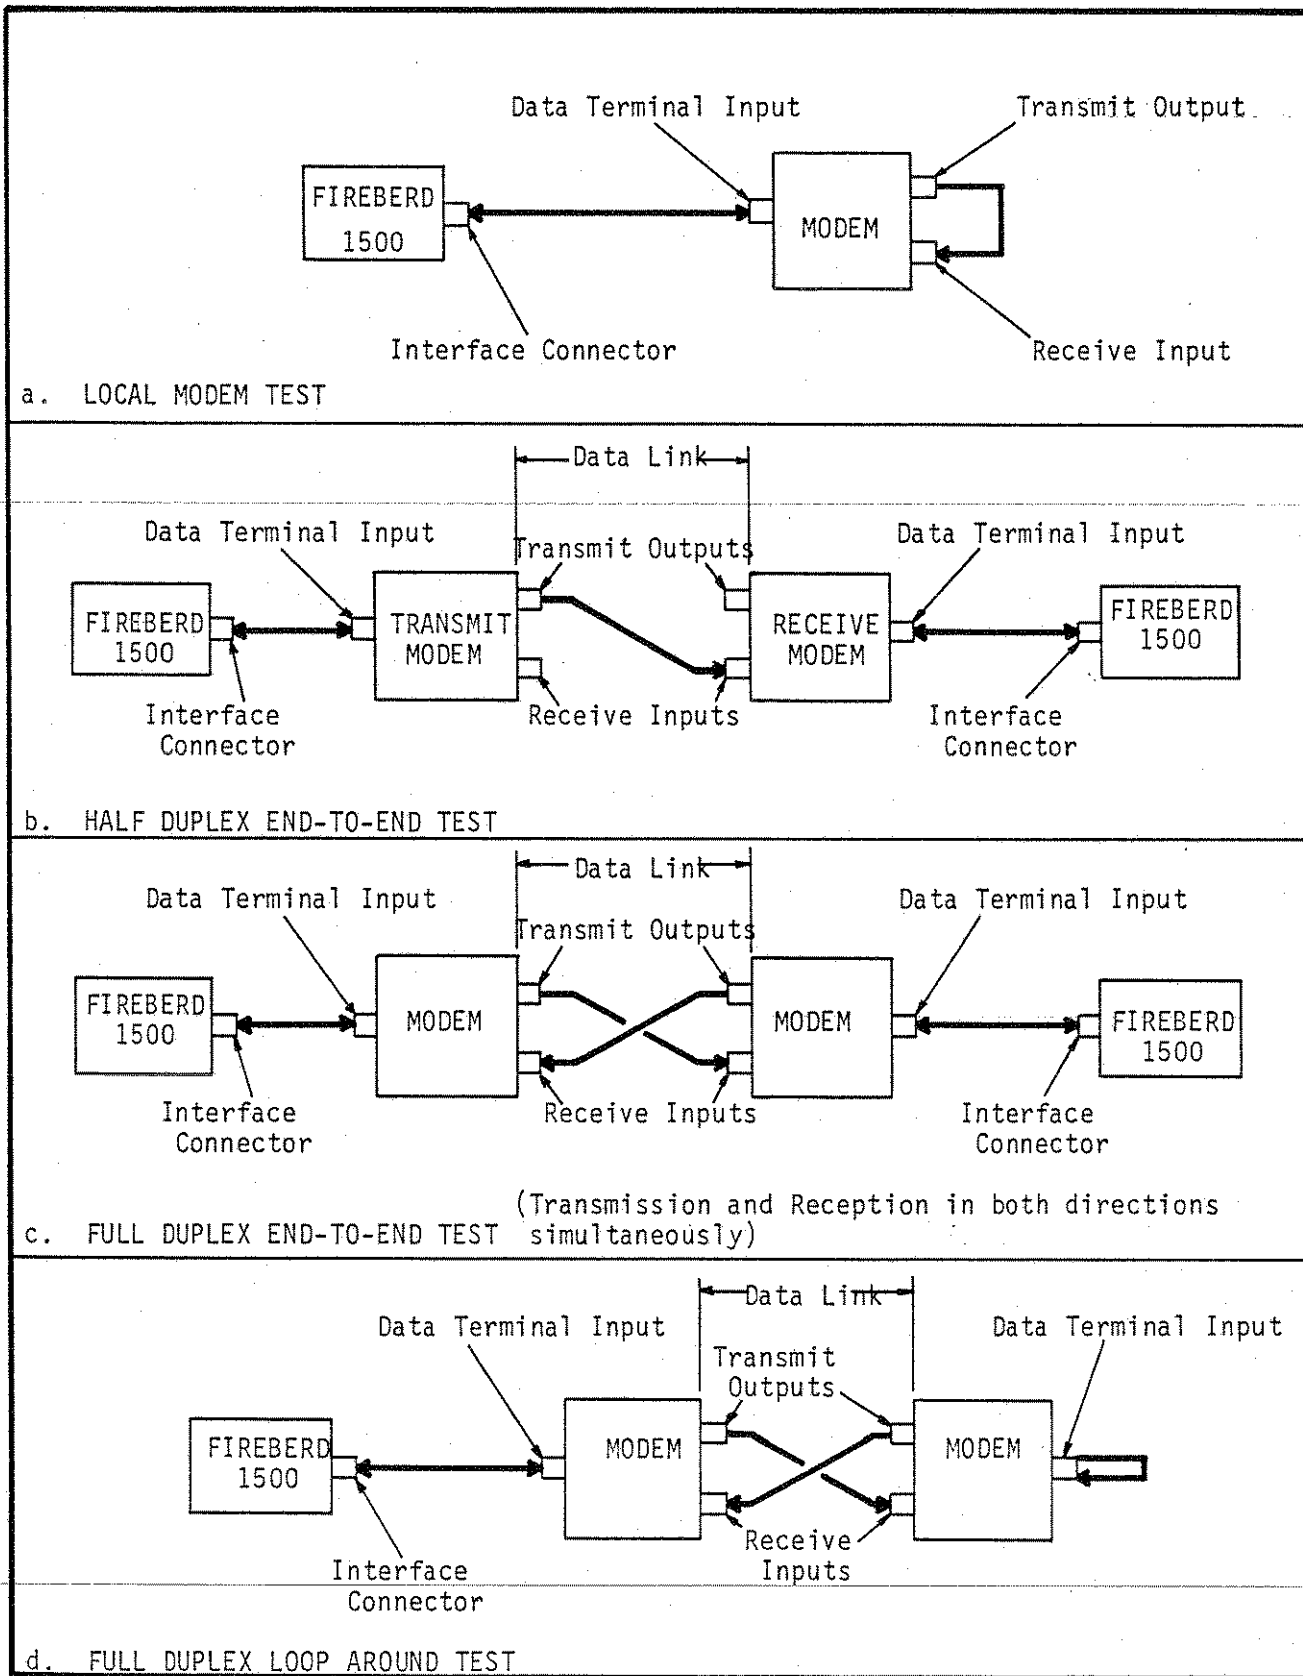 Data Terminal Input
Transmit Output
FIREBERD
1500
MODEM
Interface Connector
Receive Input
a. LOCAL MODEM TEST
Data Link
Data Terminal Input
Transmit Outputs
Data Terminal Input
FIREBERD
1500
TRANSMIT
MODEM
RECEIVE
MODEM
FIREBERD
1500
Interface
Connector
Receive Inputs
Interface
Connector
b. HALF DUPLEX END-TO-END TEST
Data Link
Data Terminal Input
Transmit Outputs
Data Terminal Input
FIREBERD
1500
MODEM
MODEM
FIREBERD
1500
Interface
Connector
Receive Inputs
Interface
Connector
c. FULL DUPLEX END-TO-END TEST
(Transmission and Reception in both directions
simultaneously)
Data Link
Data Terminal Input
Transmit
Outputs
Data Terminal Input
FIREBERD
1500
MODEM
MODEM
Interface
Connector
Receive
Inputs
d. FULL DUPLEX LOOP AROUND TEST